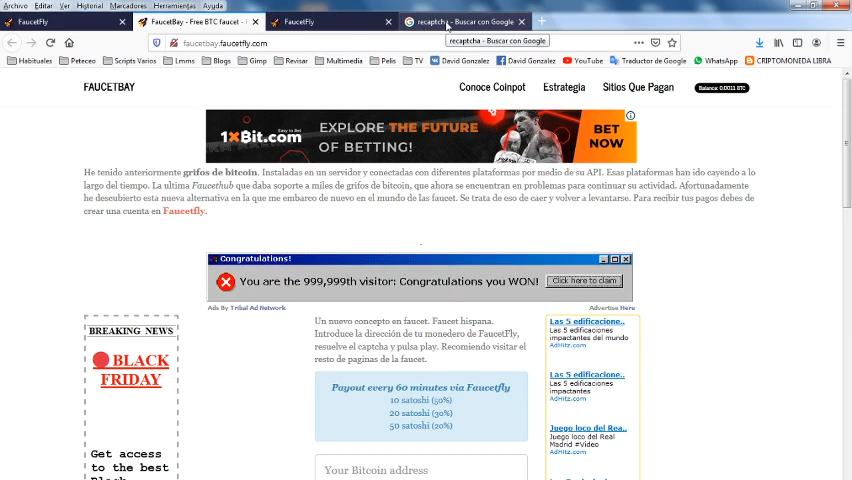 Archivo Editar Ver Historial Marcadores Herramientas Ayuda
FaucetFly
FaucetBay - Free BTC faucet - F
FaucetFly
recaptcha - Buscar con Google
faucetbay.faucetfly.com
recaptcha - Buscar con Google
Habituales Peteceo Scripts Varios Lmms Blogs Grabar Revisar Multimedia Pelis TV David Gonzalez David Gonzalez YouTube Traductor de Google WhatsApp CRIPTOMONEDA LIBRA
FAUCETBAY
Conoce Coinpot Estrategia Sitios Que Pagan Balance: 0.0011 BTC
1XBit.com Easy to Bet EXPLORE THE FUTURE OF BETTING! BET NOW
He tenido anteriormente grifos de bitcoin. Instaladas en un servidor y conectadas con diferentes plataformas por medio de su API. Esas plataformas han ido cayendo a lo
largo del tiempo. La ultima Faucethub que daba soporte a miles de grifos de bitcoin, que ahora se encuentran en problemas para continuar su actividad. Afortunadamente
he descubierto esta nueva alternativa en la que me embarco de nuevo en el mundo de las faucet. Se trata de eso de caer y volver a levantarse. Para recibir tus pagos debes de
crear una cuenta en Faucetfly.
Congratulations!
You are the 999,999th visitor: Congratulations you WON! Click here to claim
Ads By Tribal Ad Network Advertise Here
BREAKING NEWS
BLACK
FRIDAY
Get access
to the best
Black
Un nuevo concepto en faucet. Faucet hispana.
Introduce la dirección de tu monedero de FaucetFly,
resuelve el captcha y pulsa play. Recomiendo visitar el
resto de paginas de la faucet.
Payout every 60 minutes via Faucetfly
10 satoshi (50%)
20 satoshi (30%)
50 satoshi (20%)
Your Bitcoin address
Las 5 edificacione..
Las 5 edificaciones
impactantes del mundo
AdHitz.com
Las 5 edificacione..
Las 5 edificaciones
impactantes
AdHitz.com
Juego loco del Rea..
Juego loco del Real
Madrid #Video
AdHitz.com